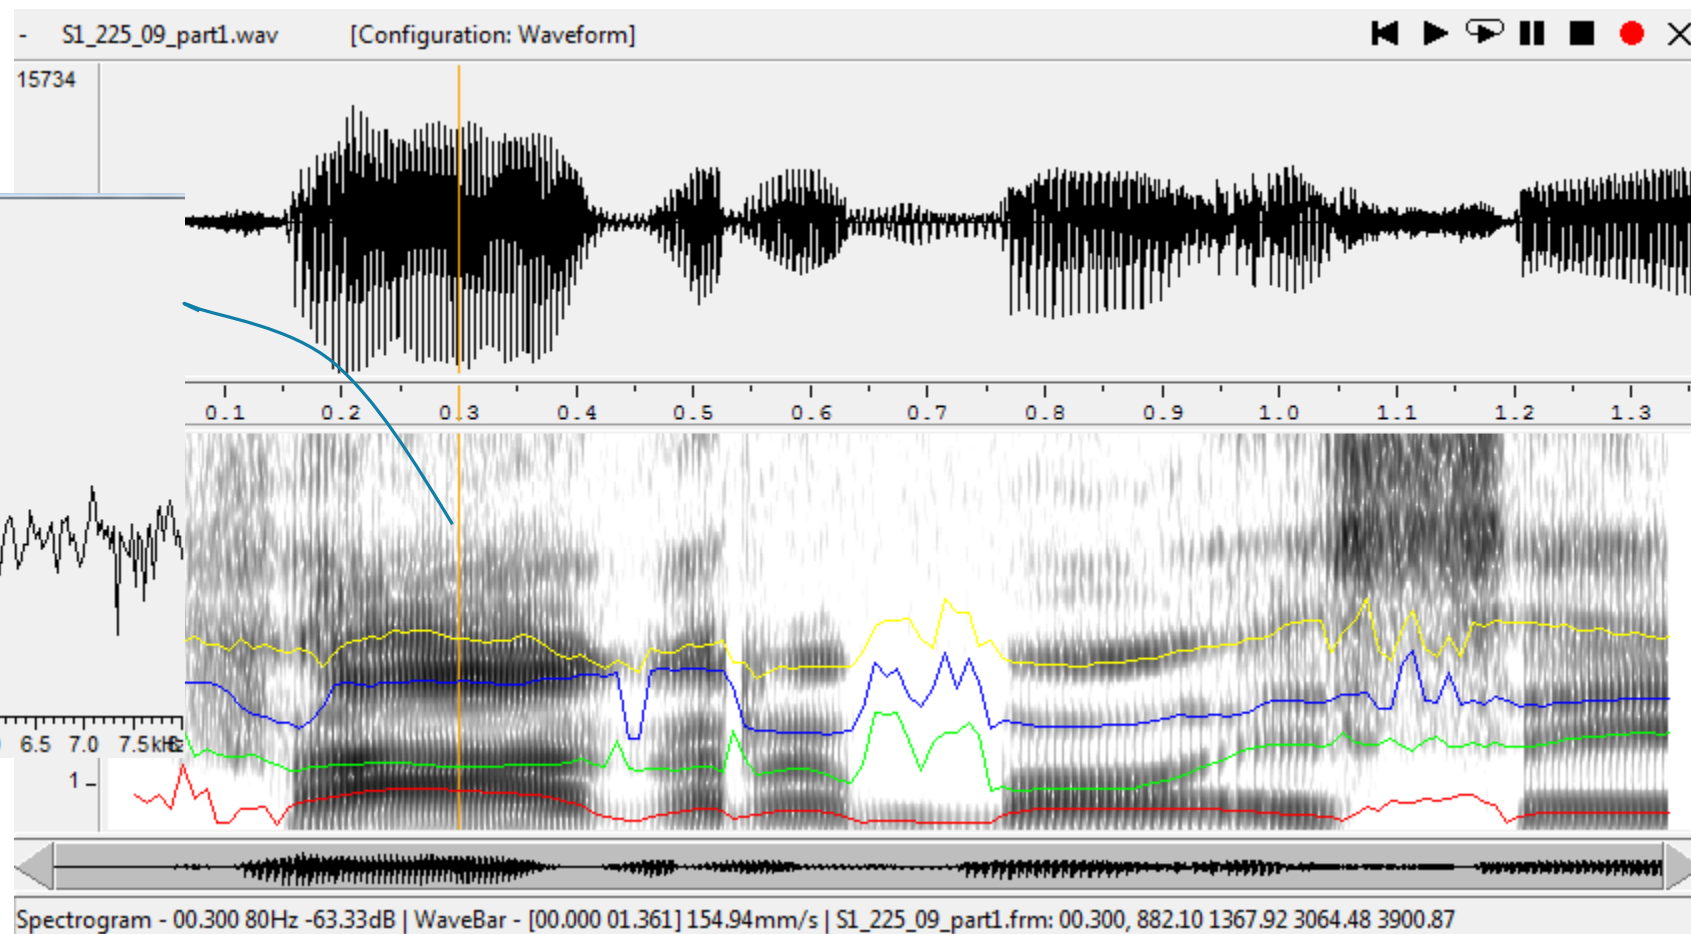 - S1_225_09_part1.wav [Configuration: Waveform]
15734
0.1 0.2 0.3 0.4 0.5 0.6 0.7 0.8 0.9 1.0 1.1 1.2 1.3
6.5 7.0 7.5kHz
1
Spectrogram - 00.300 80Hz -63.33dB | WaveBar - [00.000 01.361] 154.94mm/s | S1_225_09_part1.frm: 00.300, 882.10 1367.92 3064.48 3900.87